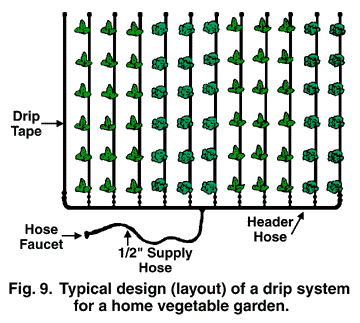 Drip
Tape
Hose
Faucet
1/2" Supply
Hose
Header
Hose
Fig. 9. Typical design (layout) of a drip system
for a home vegetable garden.